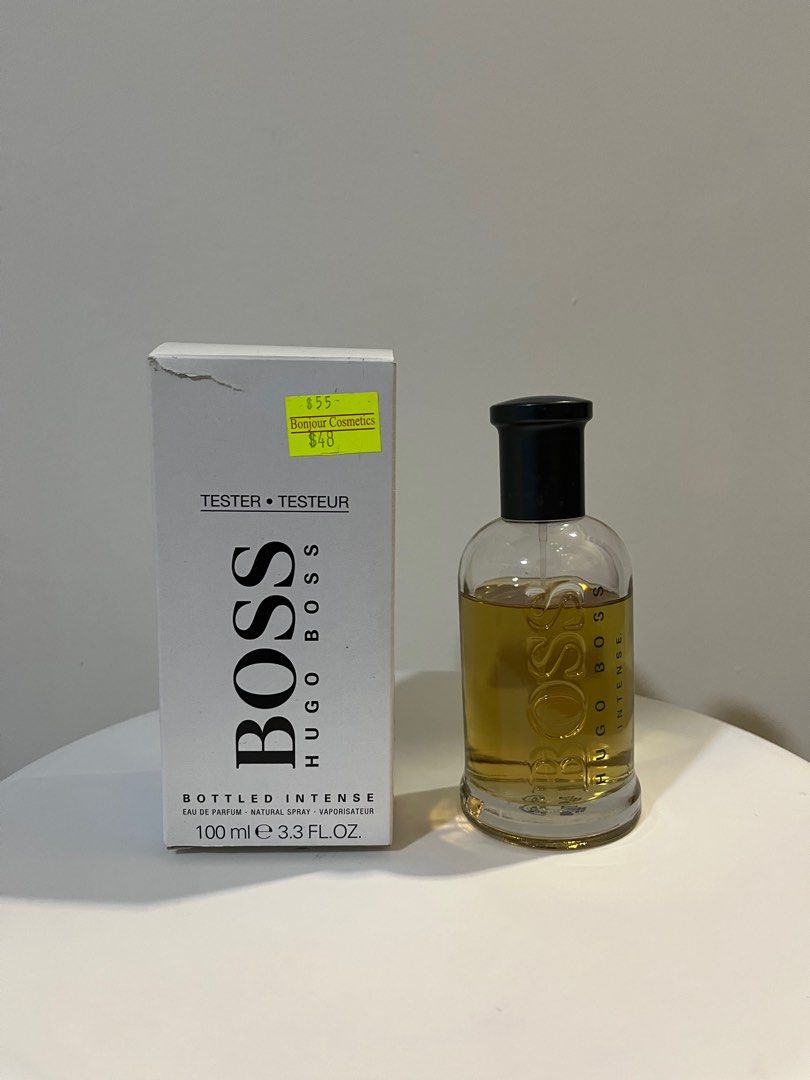 $55-
Bonjour Cosmetics
$48
TESTER • TESTEUR
BOSS
HUGO BOSS
BOTTLED INTENSE
EAU DE PARFUM • NATURAL SPRAY • VAPORISATEUR
100 ml ℮ 3.3 FL.OZ.
BOSS
HUGO BOSS
INTENSE.